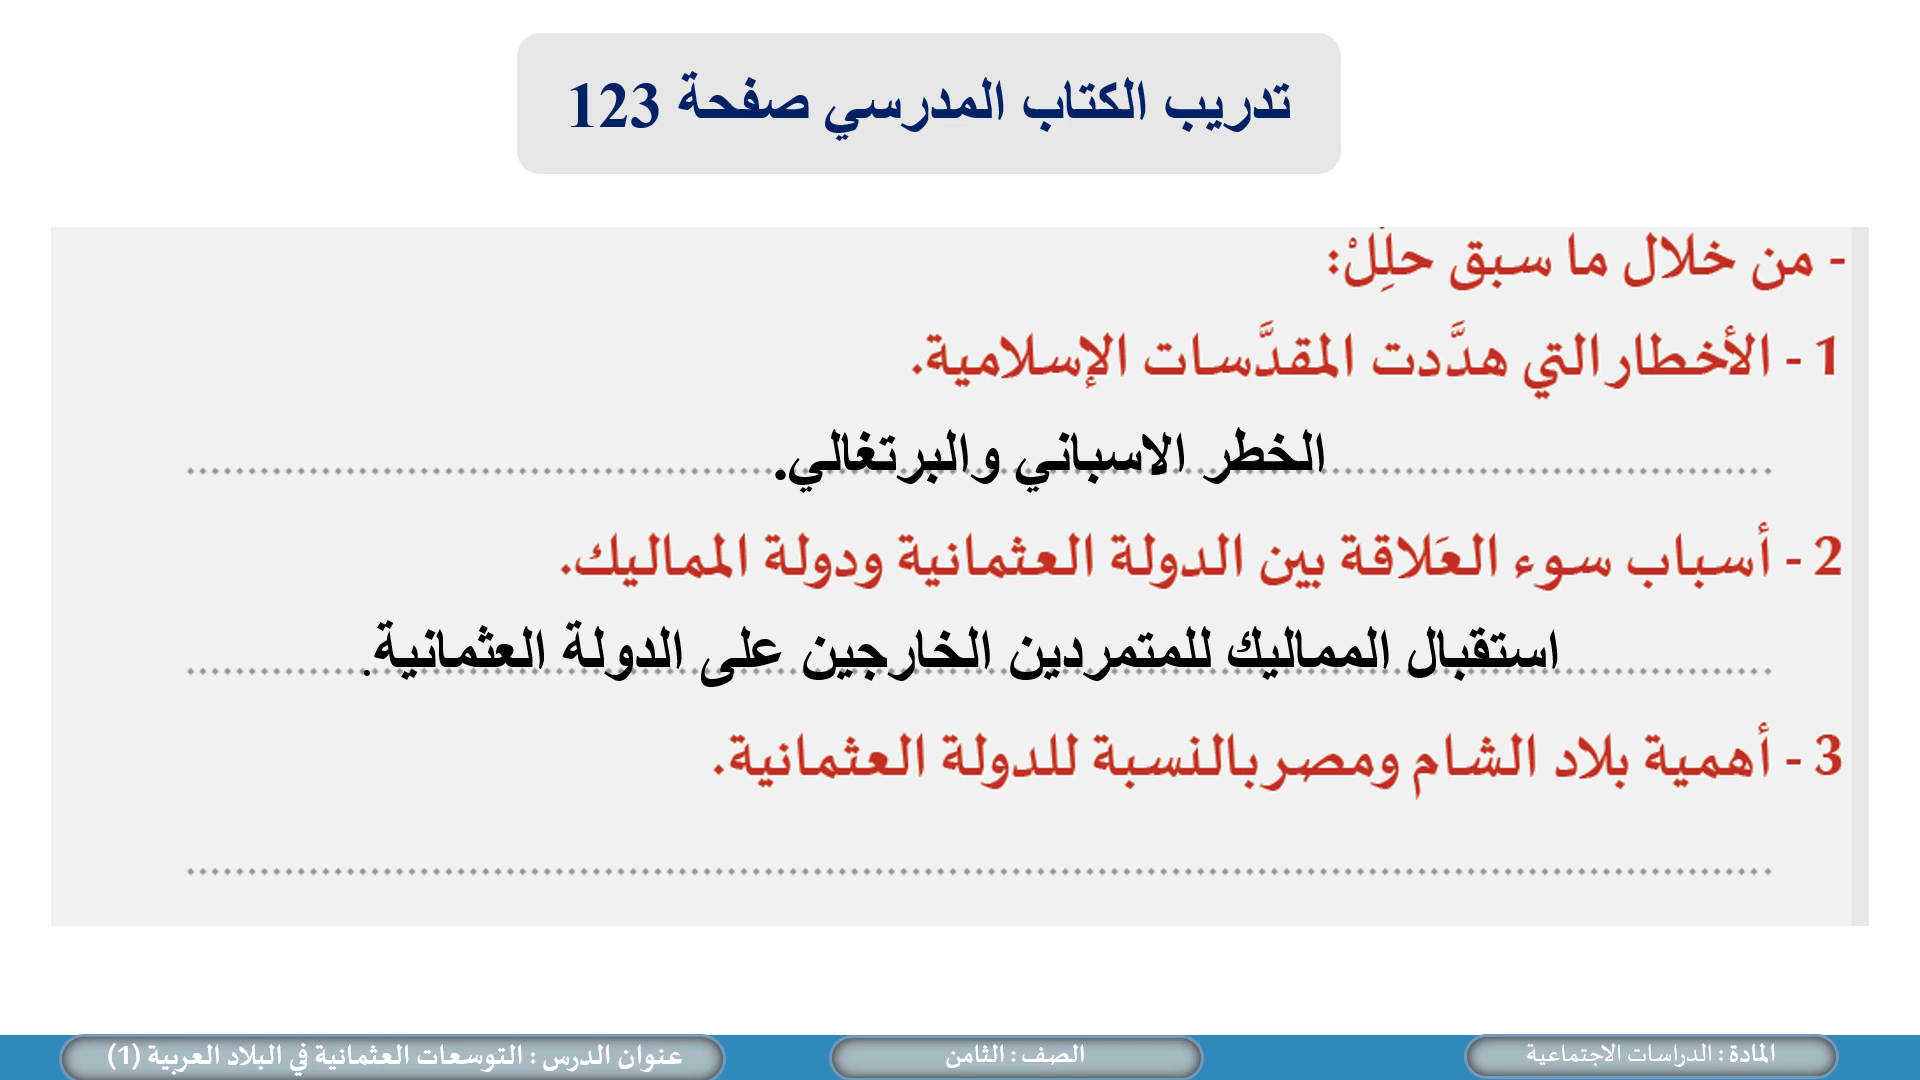 تدريب الكتاب المدرسي صفحة 123
- من خلال ما سبق حلِّلْ:
1 - الأخطار التي هدَّدت المقدَّسات الإسلامية.
الخطر الاسباني والبرتغالي.
2 - أسباب سوء العَلاقة بين الدولة العثمانية ودولة المماليك.
استقبال المماليك للمتمردين الخارجين على الدولة العثمانية.
3 - أهمية بلاد الشام ومصر بالنسبة للدولة العثمانية.
المادة : الدراسات الاجتماعية
الصف : الثامن
عنوان الدرس : التوسعات العثمانية في البلاد العربية (1)